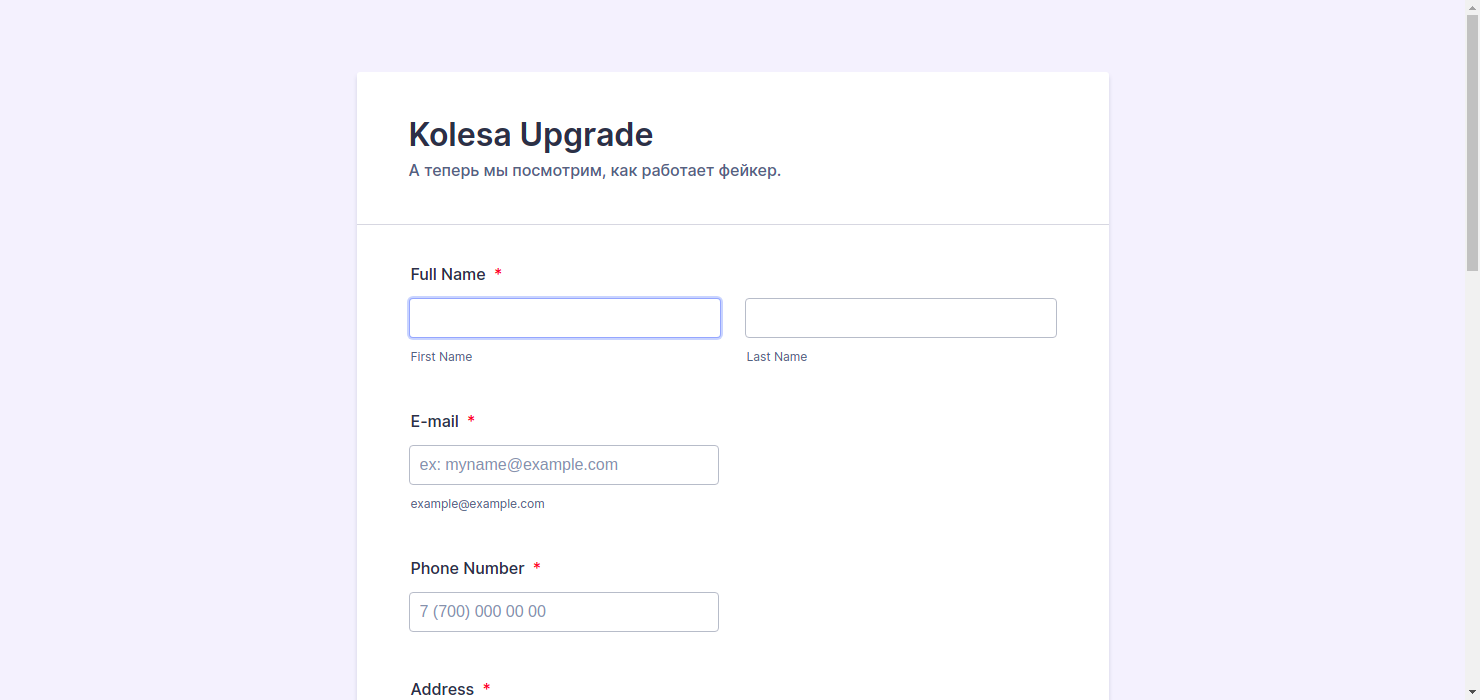 Kolesa Upgrade
А теперь мы посмотрим, как работает фейкер.
Full Name *
First Name
Last Name
E-mail *
ex: myname@example.com
example@example.com
Phone Number *
7 (700) 000 00 00
Address *